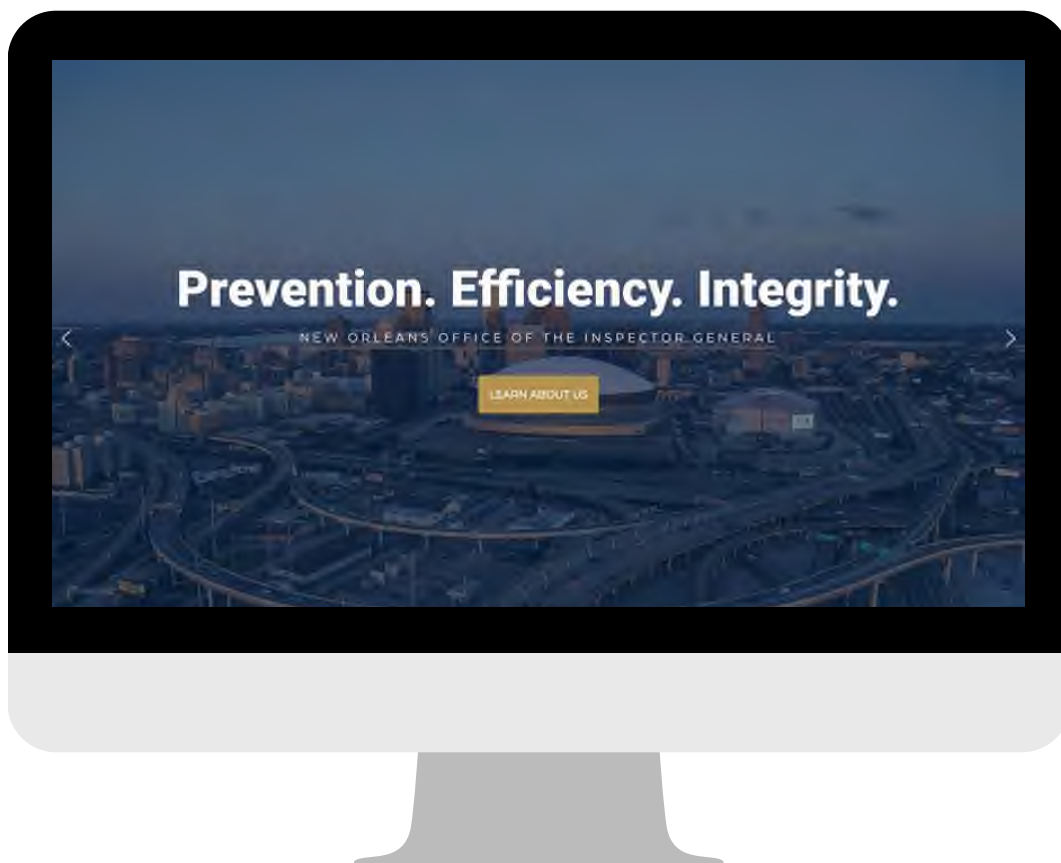 Prevention. Efficiency. Integrity.
NEW ORLEANS OFFICE OF THE INSPECTOR GENERAL
LEARN ABOUT US